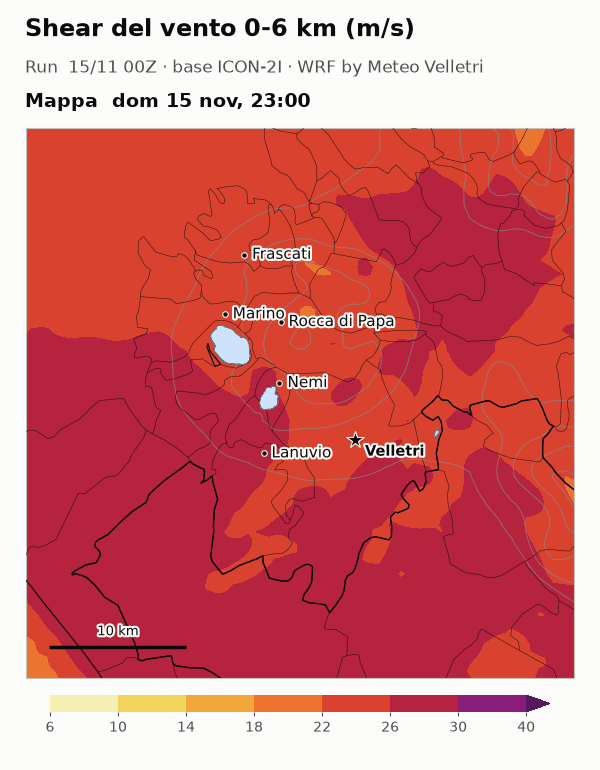 Shear del vento 0-6 km (m/s)
Run  15/11 00Z · base ICON-2I · WRF by Meteo Velletri
Mappa  dom 15 nov, 23:00
Frascati
Marino
Rocca di Papa
Nemi
Velletri
Lanuvio
10 km
6 10 14 18 22 26 30 40